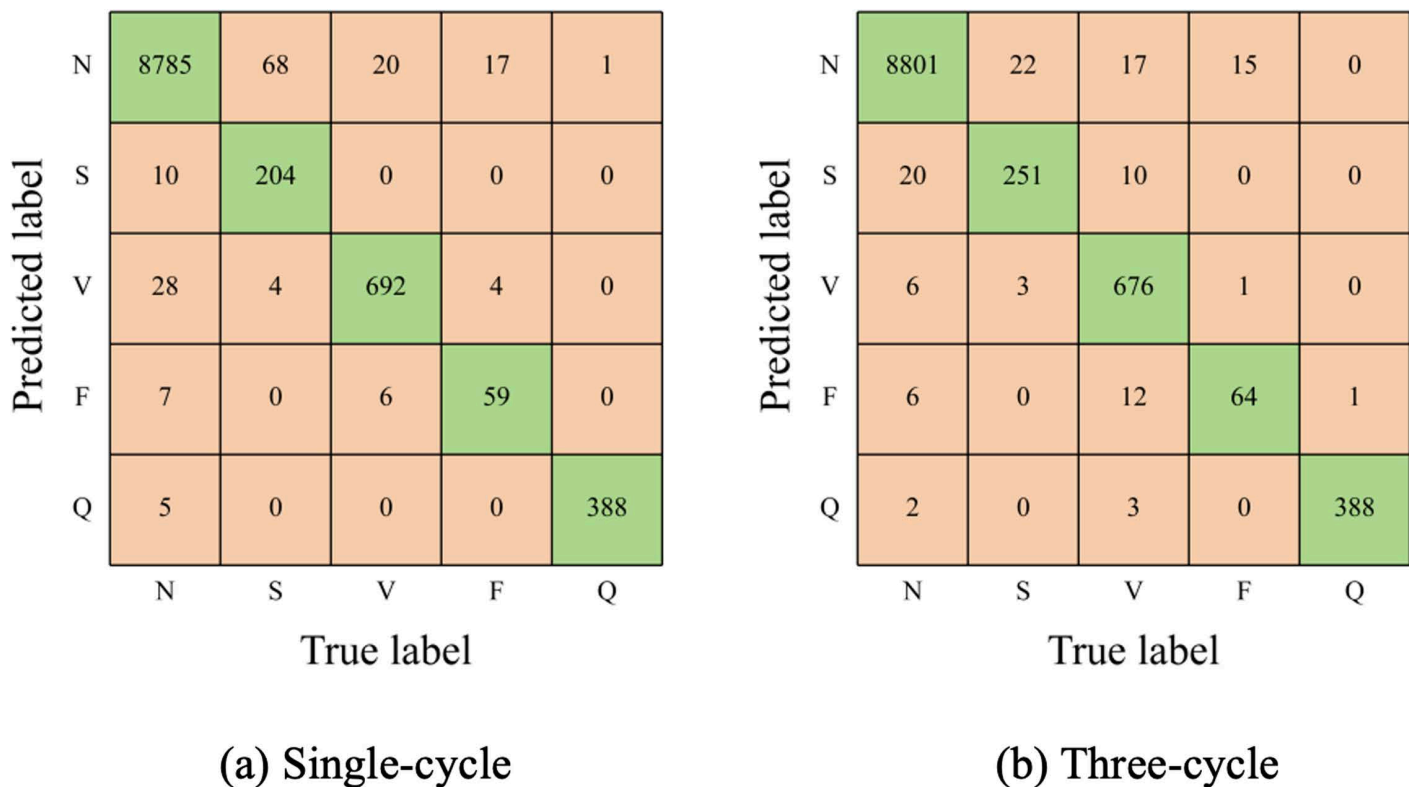 Predicted label
N 8785 68 20 17 1
S 10 204 0 0 0
V 28 4 692 4 0
F 7 0 6 59 0
Q 5 0 0 0 388
N S V F Q
True label
(a) Single-cycle
Predicted label
N 8801 22 17 15 0
S 20 251 10 0 0
V 6 3 676 1 0
F 6 0 12 64 1
Q 2 0 3 0 388
N S V F Q
True label
(b) Three-cycle